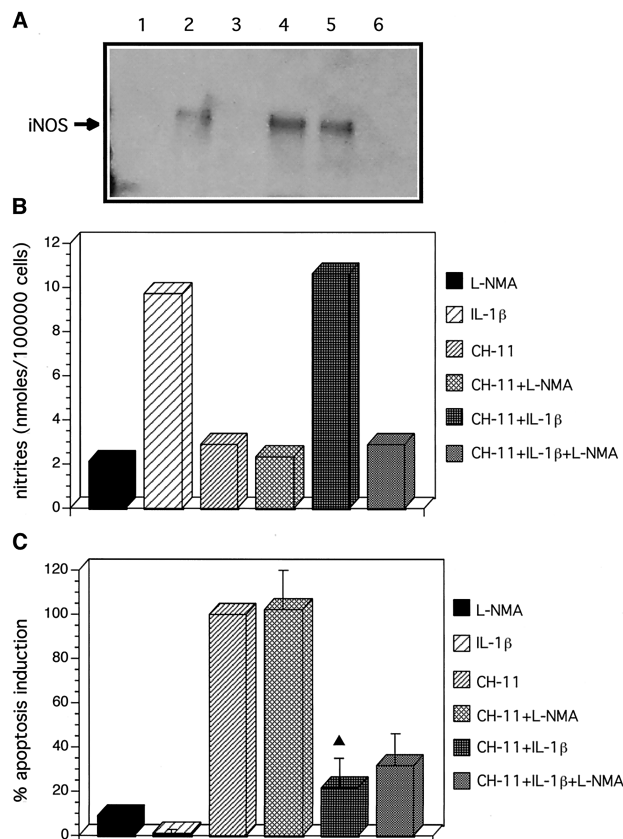 A
1 2 3 4 5 6
iNOS
B
nitrites (nmoles/100000 cells)
12
10
8
6
4
2
0
L-NMA
IL-1β
CH-11
CH-11+L-NMA
CH-11+IL-1β
CH-11+IL-1β+L-NMA
C
% apoptosis induction
120
100
80
60
40
20
0
L-NMA
IL-1β
CH-11
CH-11+L-NMA
CH-11+IL-1β
CH-11+IL-1β+L-NMA